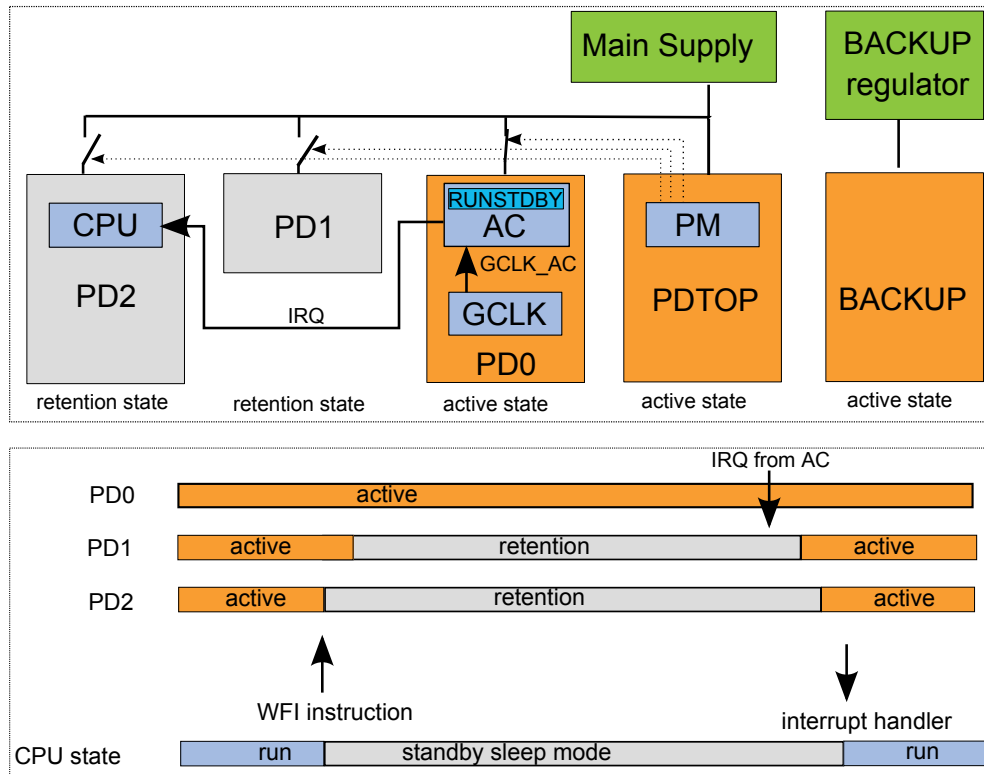 Main Supply
BACKUP
regulator
RUNSTDBY
CPU
AC
PM
PD1
GCLK_AC
PD2
PDTOP
BACKUP
IRQ
GCLK
PD0
retention state
retention state
active state
active state
active state
IRQ from AC
PD0
active
PD1
active
retention
active
PD2
active
retention
active
WFI instruction
interrupt handler
CPU state
run
standby sleep mode
run